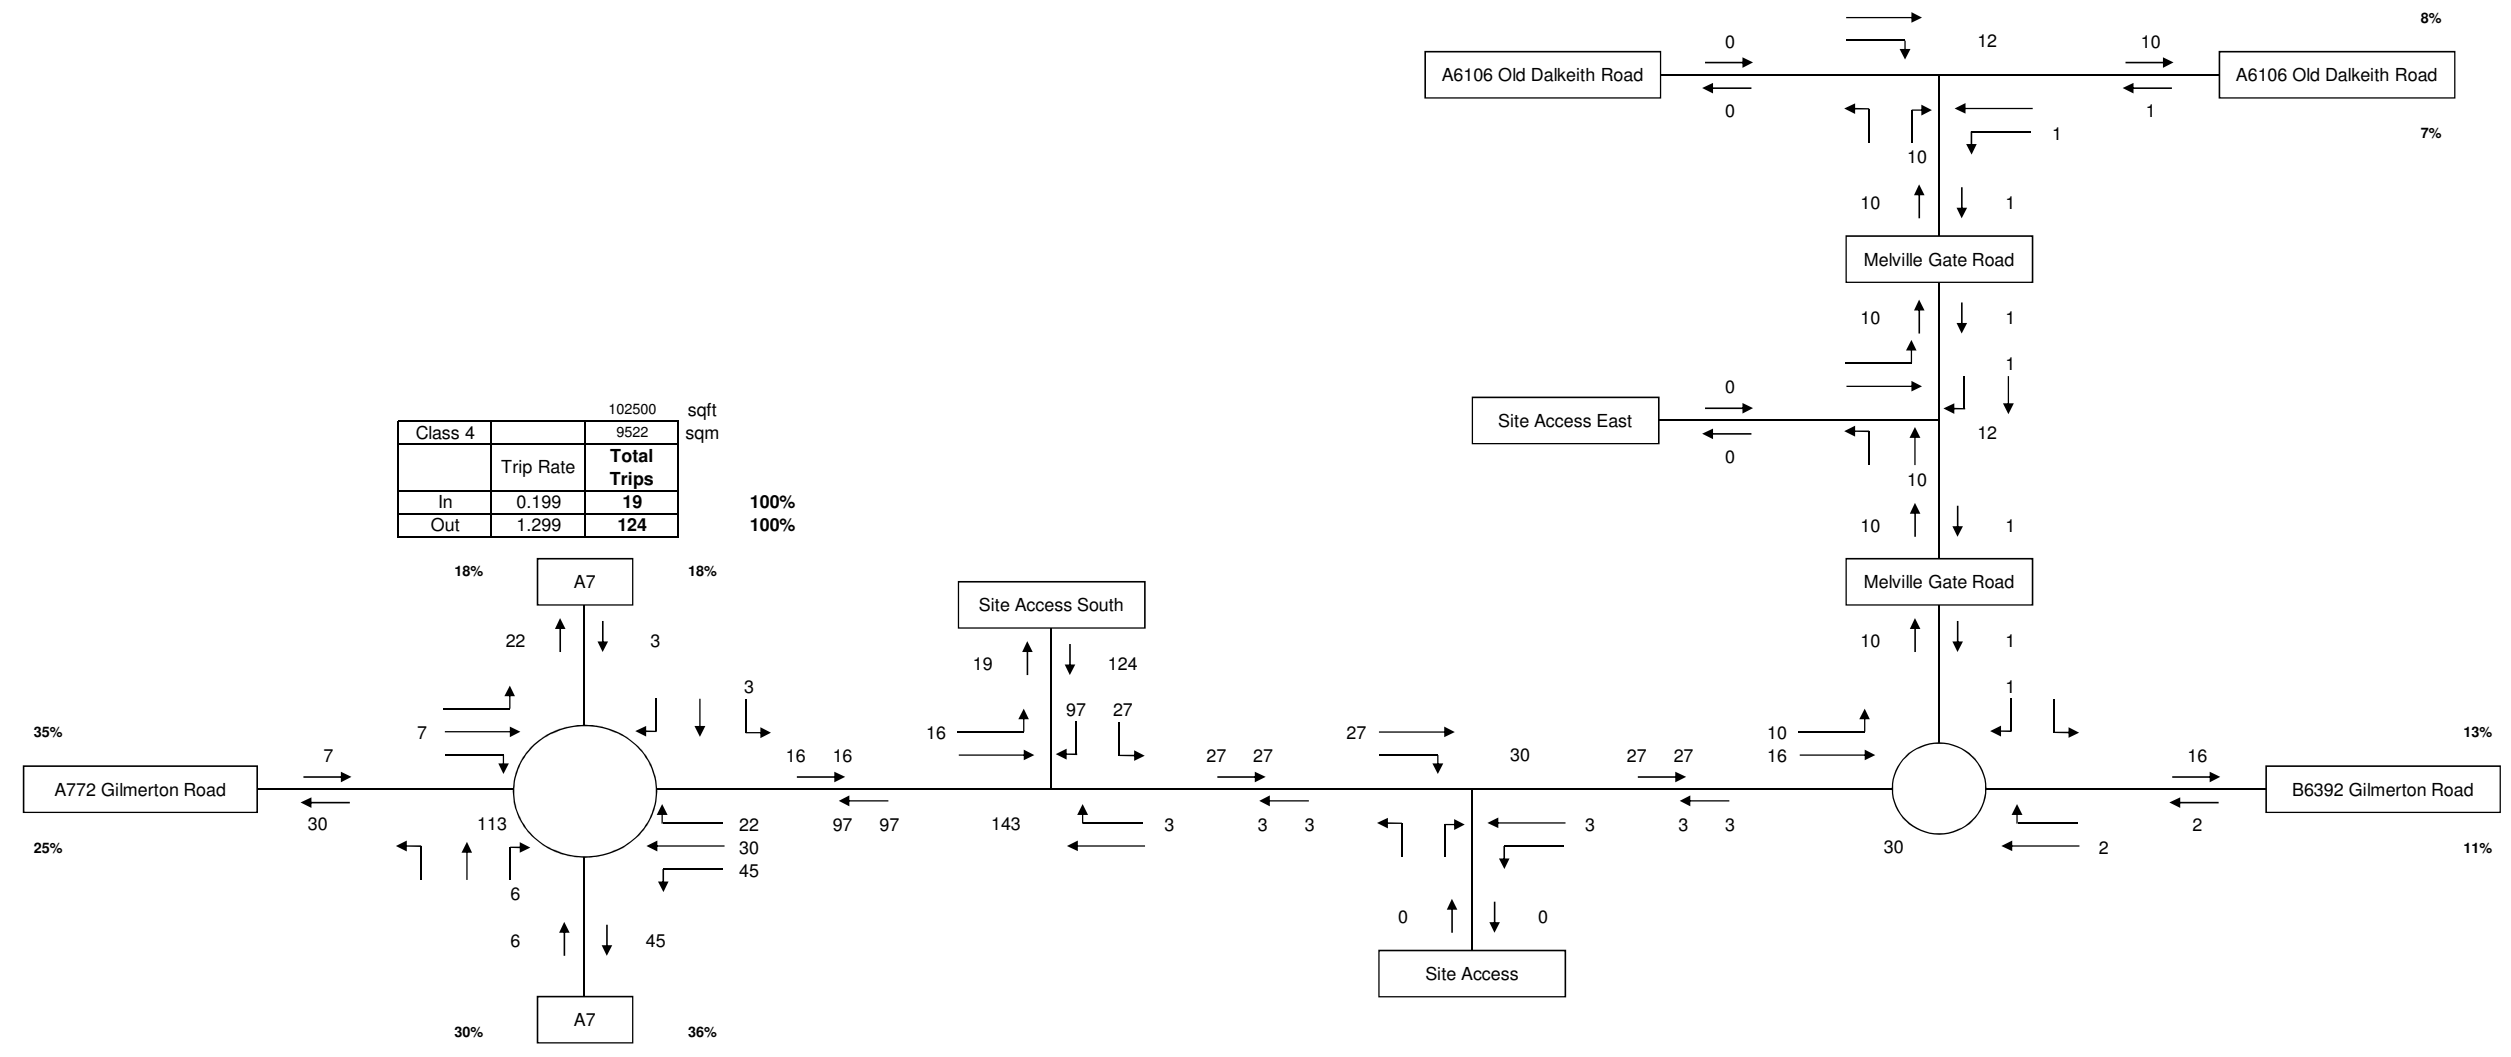 8%
0 12 10
A6106 Old Dalkeith Road A6106 Old Dalkeith Road
0 1
1 7%
10
10 1
Melville Gate Road
10 1
1
0
102500 sqft
Site Access East
Class 4 9522 sqm 12
0
Trip Rate Total Trips
10
In 0.199 19 100%
Out 1.299 124 100%
10 1
18% A7 18%
Melville Gate Road
Site Access South
22 3 10 1
19 124
3 1
97 27
35% 7 16 27 10 13%
7 16 16 27 27 30 27 27 16 16
A772 Gilmerton Road B6392 Gilmerton Road
30 113 22 97 97 143 3 3 3 3 3 3 2
25% 30 30 2 11%
45
6
0 0
6 45
Site Access
A7
30% 36%